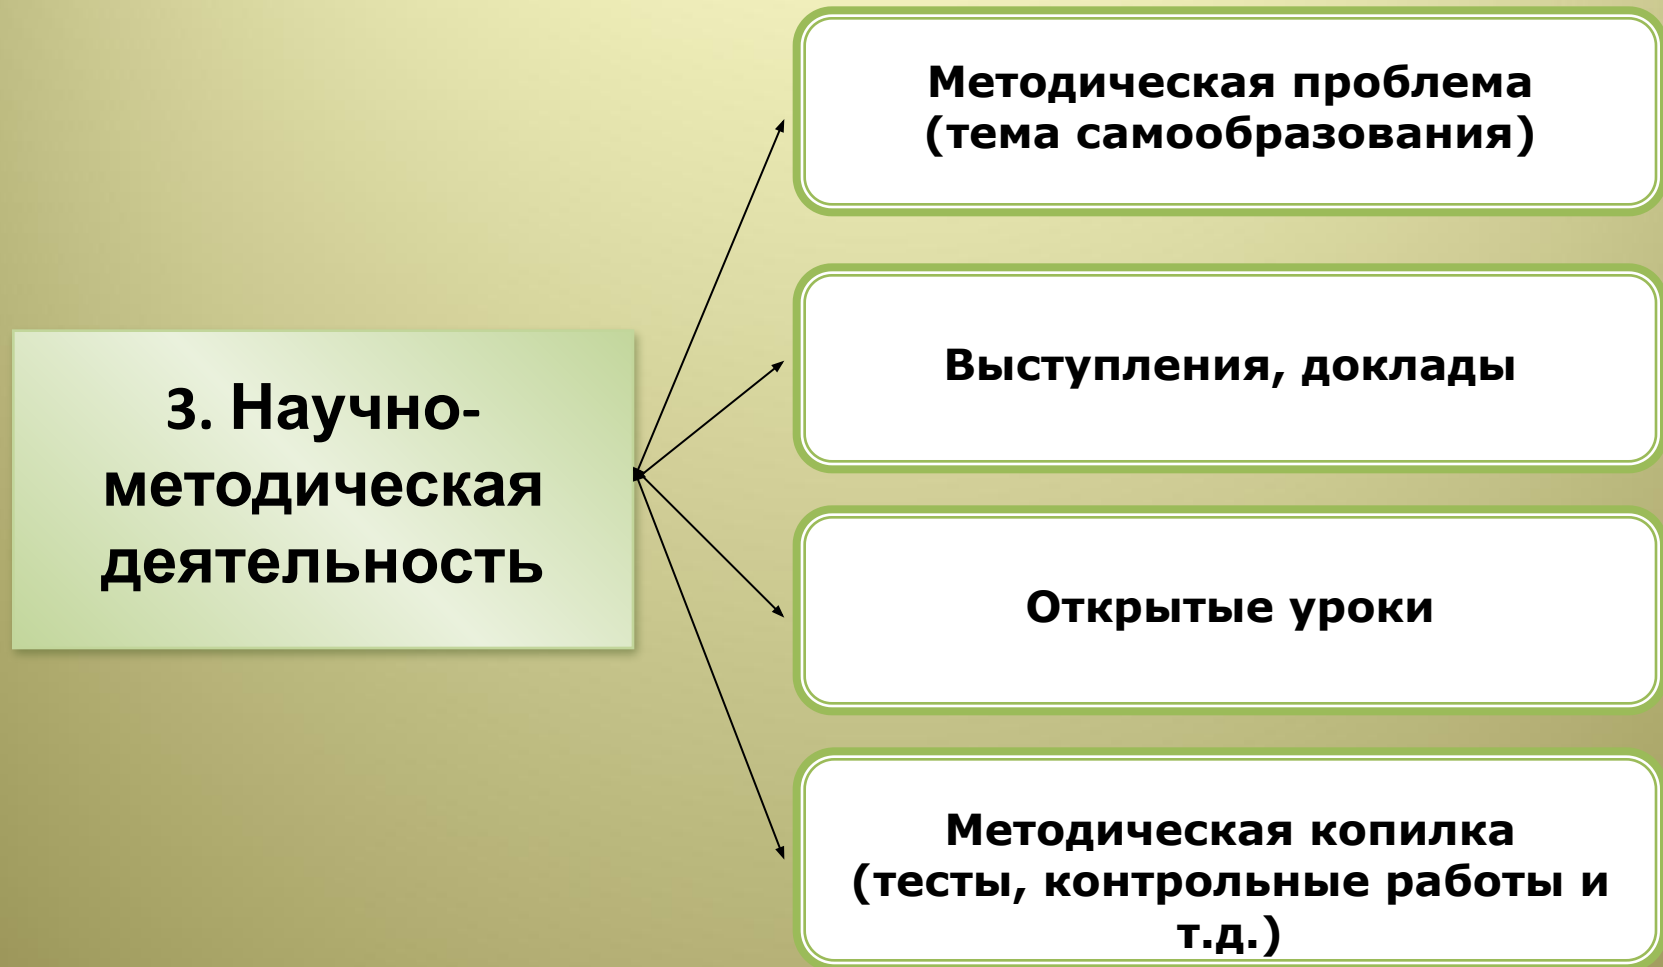 3. Научно-
методическая
деятельность
Методическая проблема
(тема самообразования)
Выступления, доклады
Открытые уроки
Методическая копилка
(тесты, контрольные работы и
т.д.)